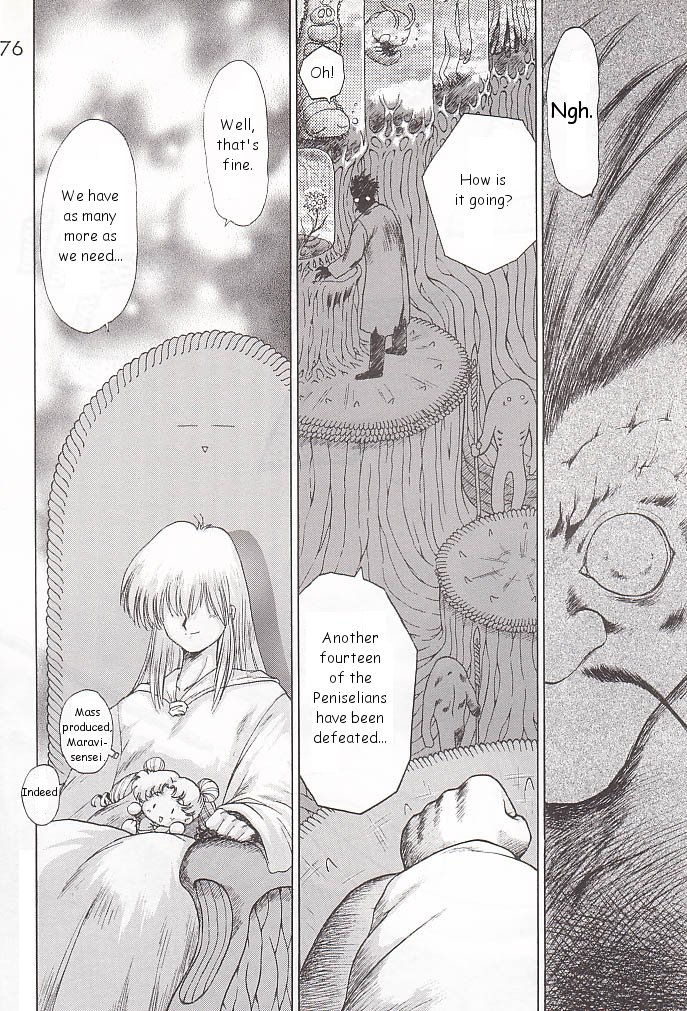 76
Ngh.
Oh!
How is
it going?
Another
fourteen
of the
Peniselians
have been
defeated...
Well,
that's
fine.
We have
as many
more as
we need...
Mass
produced,
Maravi-
sensei.
Indeed